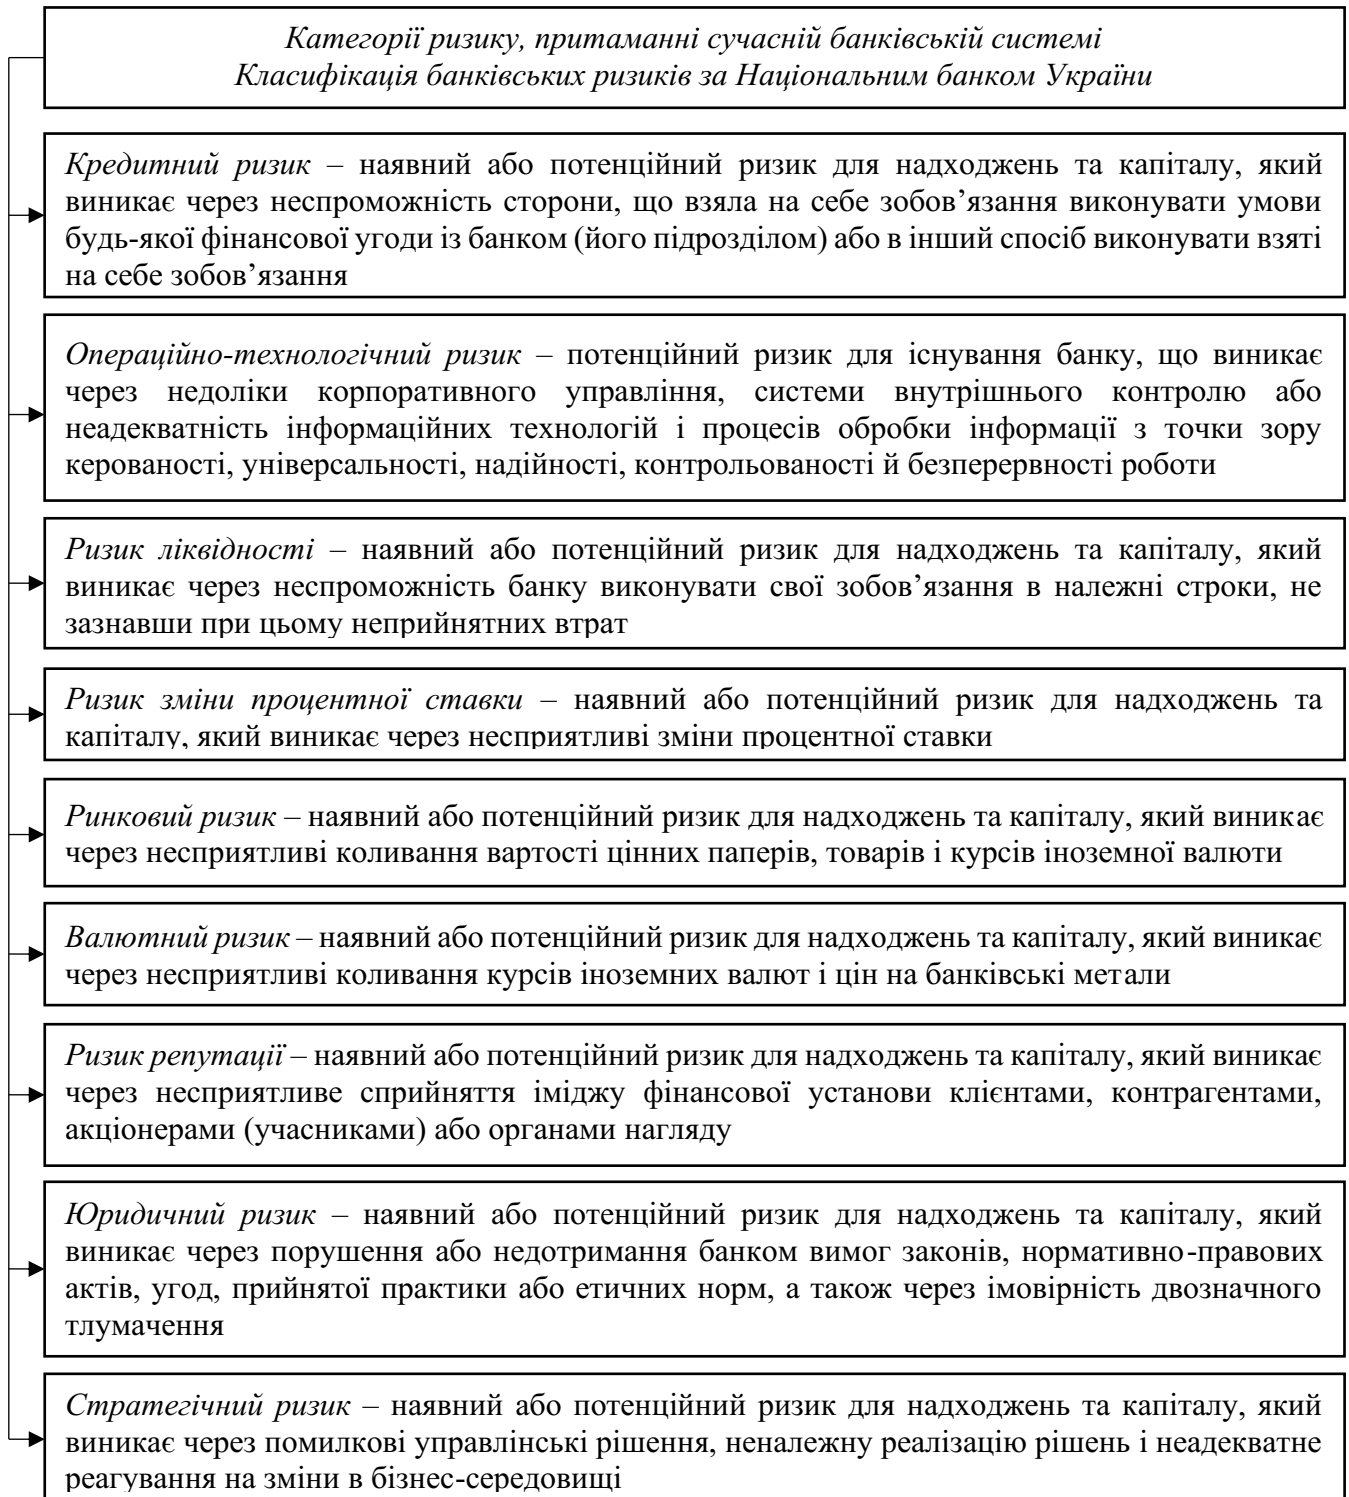 Категорії ризику, притаманні сучасній банківській системі
Класифікація банківських ризиків за Національним банком України
Кредитний ризик – наявний або потенційний ризик для надходжень та капіталу, який
виникає через неспроможність сторони, що взяла на себе зобов’язання виконувати умови
будь-якої фінансової угоди із банком (його підрозділом) або в інший спосіб виконувати взяті
на себе зобов’язання
Операційно-технологічний ризик – потенційний ризик для існування банку, що виникає
через недоліки корпоративного управління, системи внутрішнього контролю або
неадекватність інформаційних технологій і процесів обробки інформації з точки зору
керованості, універсальності, надійності, контрольованості й безперервності роботи
Ризик ліквідності – наявний або потенційний ризик для надходжень та капіталу, який
виникає через неспроможність банку виконувати свої зобов’язання в належні строки, не
зазнавши при цьому неприйнятних втрат
Ризик зміни процентної ставки – наявний або потенційний ризик для надходжень та
капіталу, який виникає через несприятливі зміни процентної ставки
Ринковий ризик – наявний або потенційний ризик для надходжень та капіталу, який виникає
через несприятливі коливання вартості цінних паперів, товарів і курсів іноземної валюти
Валютний ризик – наявний або потенційний ризик для надходжень та капіталу, який виникає
через несприятливі коливання курсів іноземних валют і цін на банківські метали
Ризик репутації – наявний або потенційний ризик для надходжень та капіталу, який виникає
через несприятливе сприйняття іміджу фінансової установи клієнтами, контрагентами,
акціонерами (учасниками) або органами нагляду
Юридичний ризик – наявний або потенційний ризик для надходжень та капіталу, який
виникає через порушення або недотримання банком вимог законів, нормативно-правових
актів, угод, прийнятої практики або етичних норм, а також через імовірність двозначного
тлумачення
Стратегічний ризик – наявний або потенційний ризик для надходжень та капіталу, який
виникає через помилкові управлінські рішення, неналежну реалізацію рішень і неадекватне
реагування на зміни в бізнес-середовищі